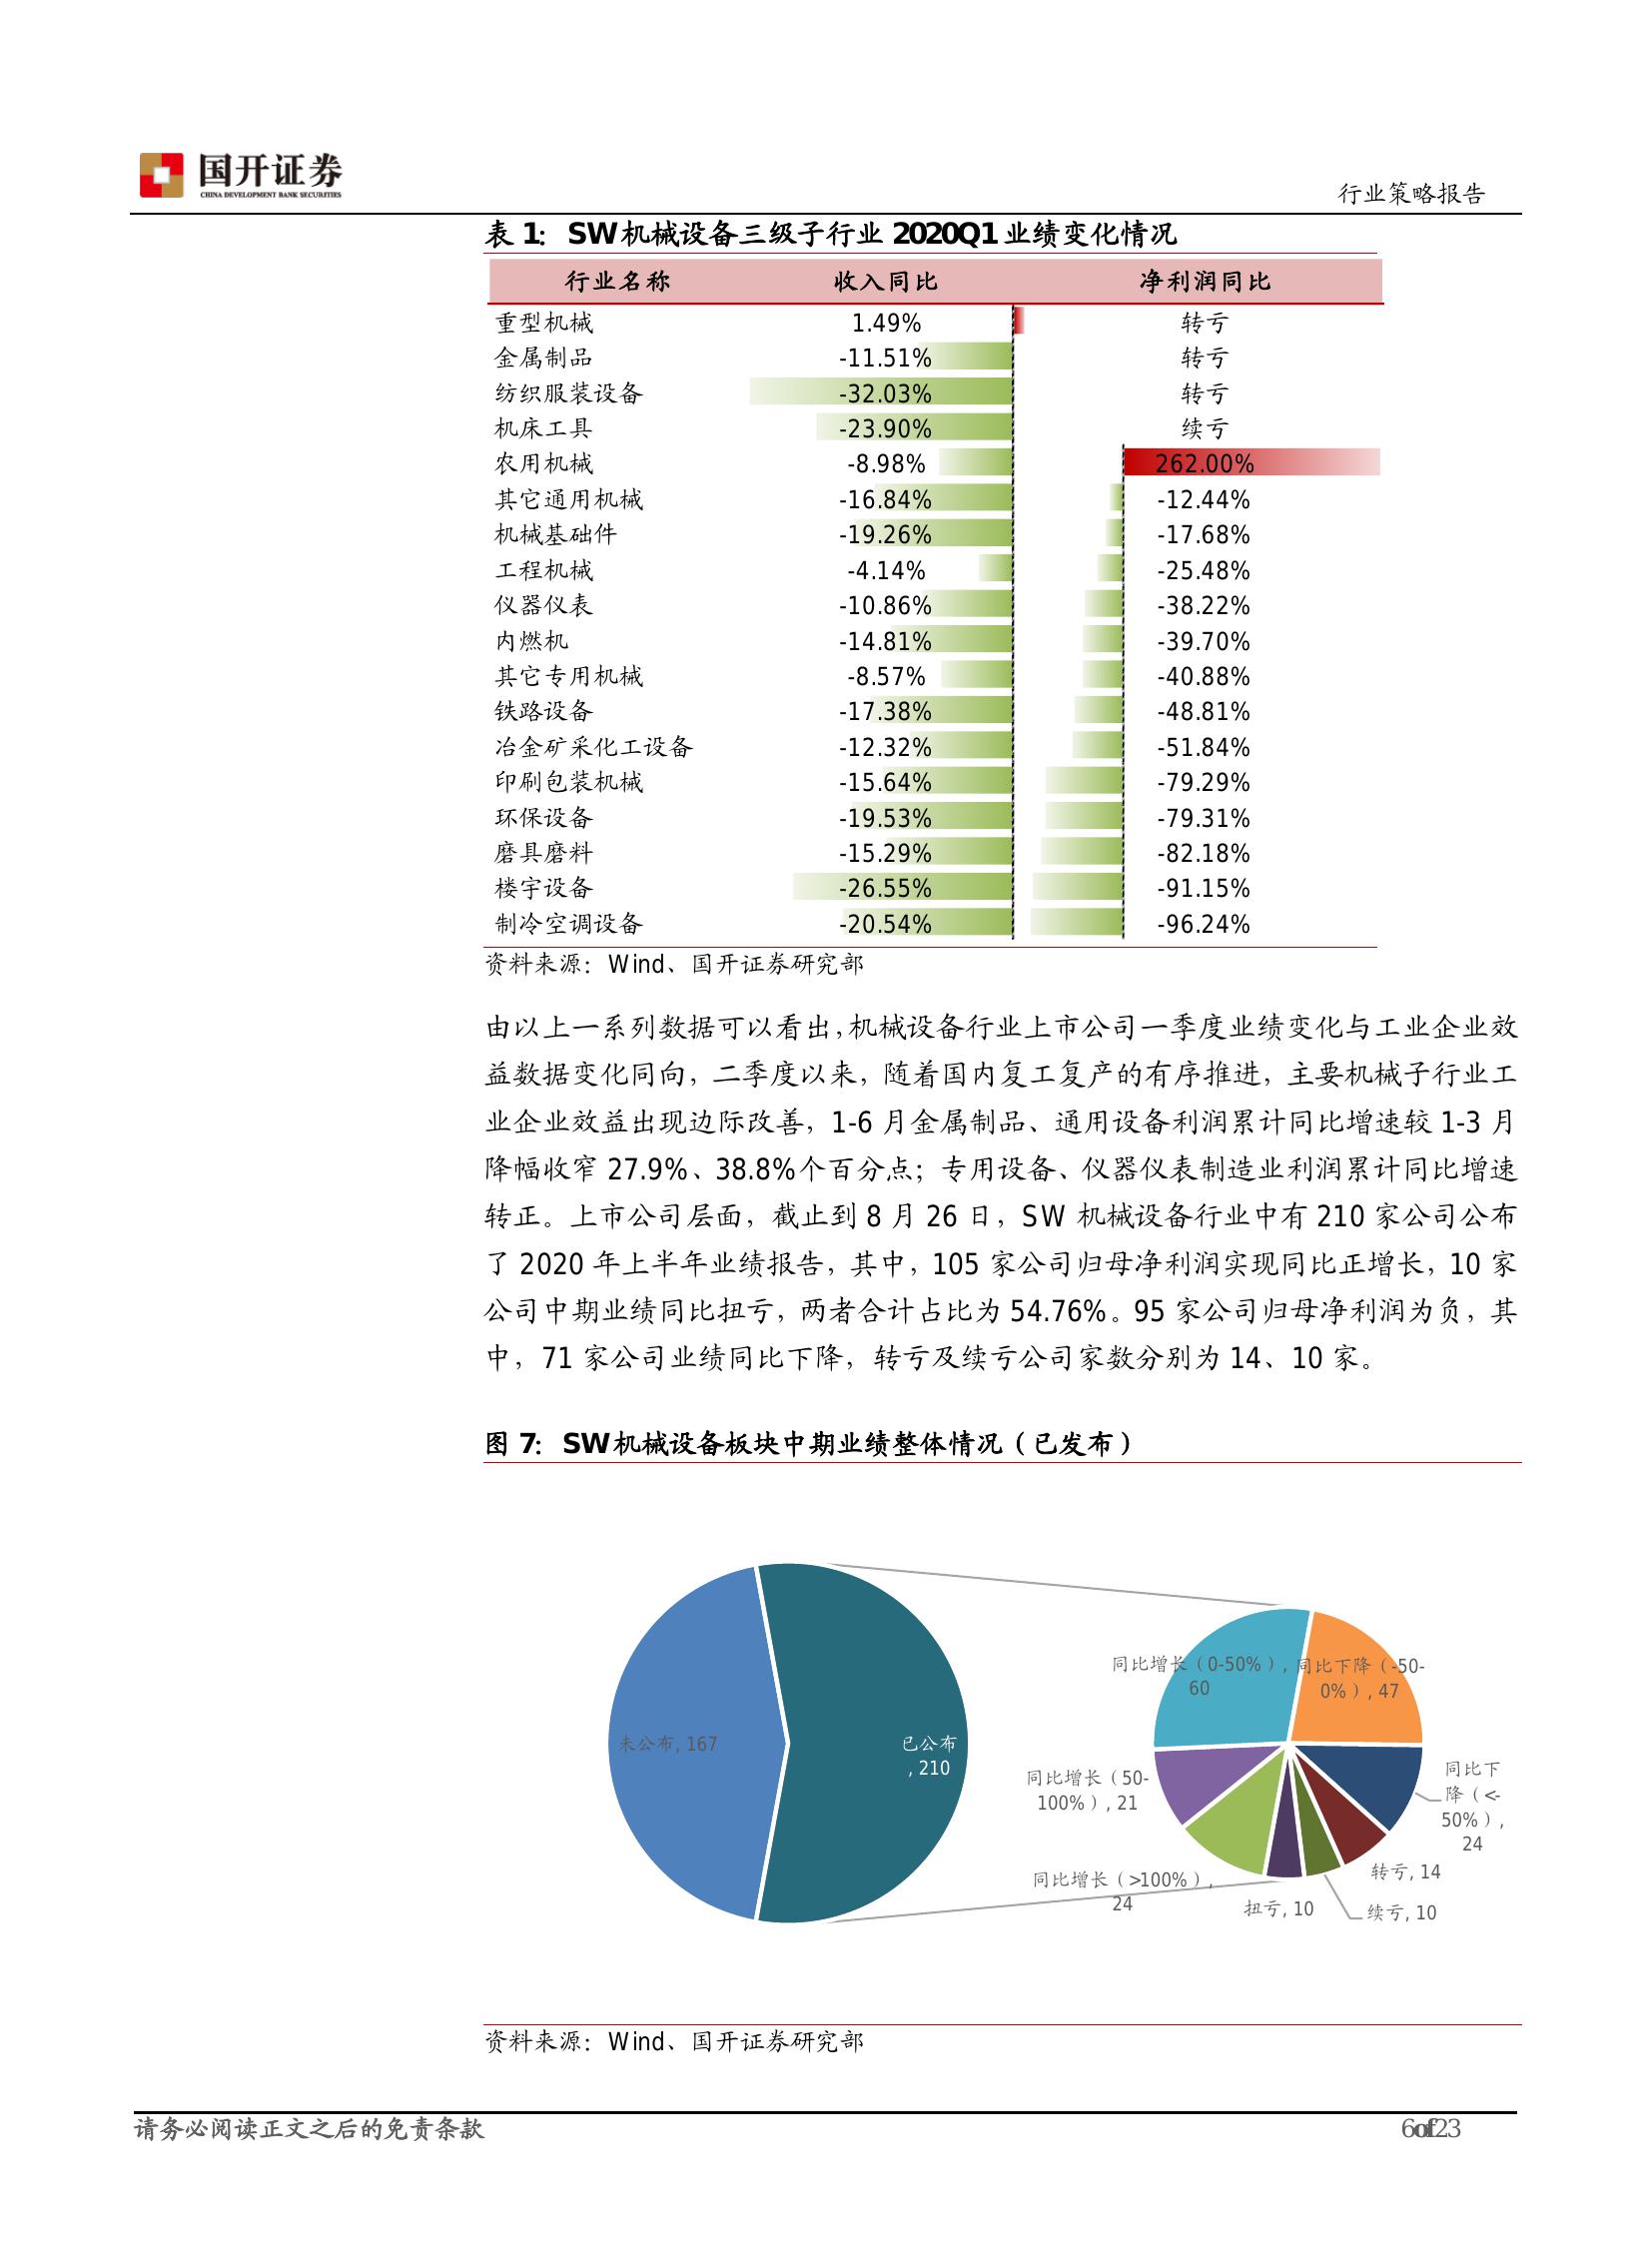 国开证券
CHINA DEVELOPMENT BANK SECURITIES
行业策略报告
表 1：SW机械设备三级子行业 2020Q1 业绩变化情况
行业名称 收入同比 净利润同比
重型机械 1.49% 转亏
金属制品 -11.51% 转亏
纺织服装设备 -32.03% 转亏
机床工具 -23.90% 续亏
农用机械 -8.98% 262.00%
其它通用机械 -16.84% -12.44%
机械基础件 -19.26% -17.68%
工程机械 -4.14% -25.48%
仪器仪表 -10.86% -38.22%
内燃机 -14.81% -39.70%
其它专用机械 -8.57% -40.88%
铁路设备 -17.38% -48.81%
冶金矿采化工设备 -12.32% -51.84%
印刷包装机械 -15.64% -79.29%
环保设备 -19.53% -79.31%
磨具磨料 -15.29% -82.18%
楼宇设备 -26.55% -91.15%
制冷空调设备 -20.54% -96.24%
资料来源：Wind、国开证券研究部
由以上一系列数据可以看出，机械设备行业上市公司一季度业绩变化与工业企业效
益数据变化同向，二季度以来，随着国内复工复产的有序推进，主要机械子行业工
业企业效益出现边际改善，1-6 月金属制品、通用设备利润累计同比增速较 1-3 月
降幅收窄 27.9%、38.8%个百分点；专用设备、仪器仪表制造业利润累计同比增速
转正。上市公司层面，截止到 8 月 26 日，SW 机械设备行业中有 210 家公司公布
了 2020 年上半年业绩报告，其中，105 家公司归母净利润实现同比正增长，10 家
公司中期业绩同比扭亏，两者合计占比为 54.76%。95 家公司归母净利润为负，其
中，71 家公司业绩同比下降，转亏及续亏公司家数分别为 14、10 家。
图 7：SW机械设备板块中期业绩整体情况（已发布）
未公布, 167
已公布
, 210
同比增长（0-50%）,
60
同比下降（-50-
0%）, 47
同比增长（50-
100%）, 21
同比下
降（<-
50%）,
24
同比增长（>100%）,
24
转亏, 14
扭亏, 10
续亏, 10
资料来源：Wind、国开证券研究部
请务必阅读正文之后的免责条款
6of23